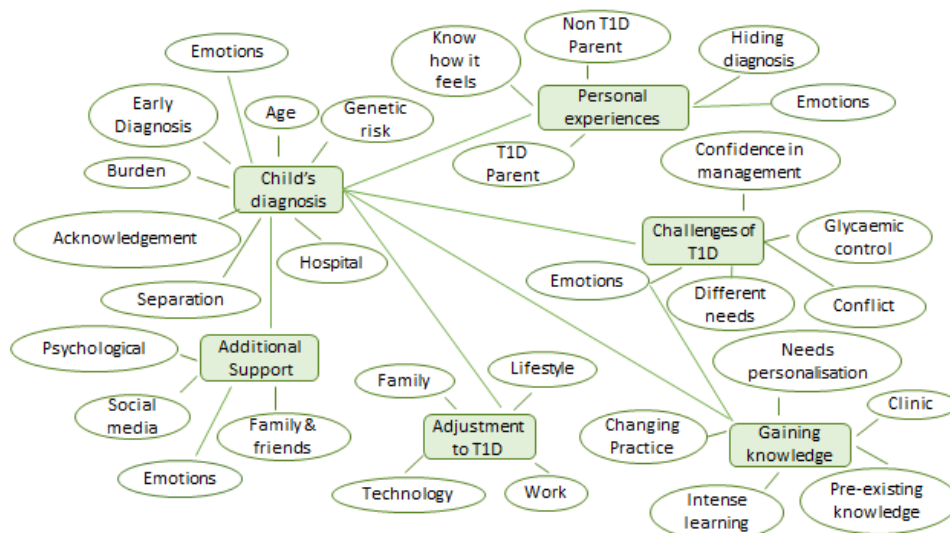 Emotions
Early
Diagnosis
Age
Genetic
risk
Burden
Child's
diagnosis
Acknowledgement
Separation
Hospital
Know
how it
feels
Non T1D
Parent
Hiding
diagnosis
Personal
experiences
Emotions
T1D
Parent
Confidence in
management
Challenges of
T1D
Glycaemic
control
Emotions
Different
needs
Conflict
Psychological
Additional
Support
Social
media
Family &
friends
Emotions
Family
Lifestyle
Adjustment
to T1D
Technology
Work
Needs
personalisation
Clinic
Changing
Practice
Gaining
knowledge
Intense
learning
Pre-existing
knowledge